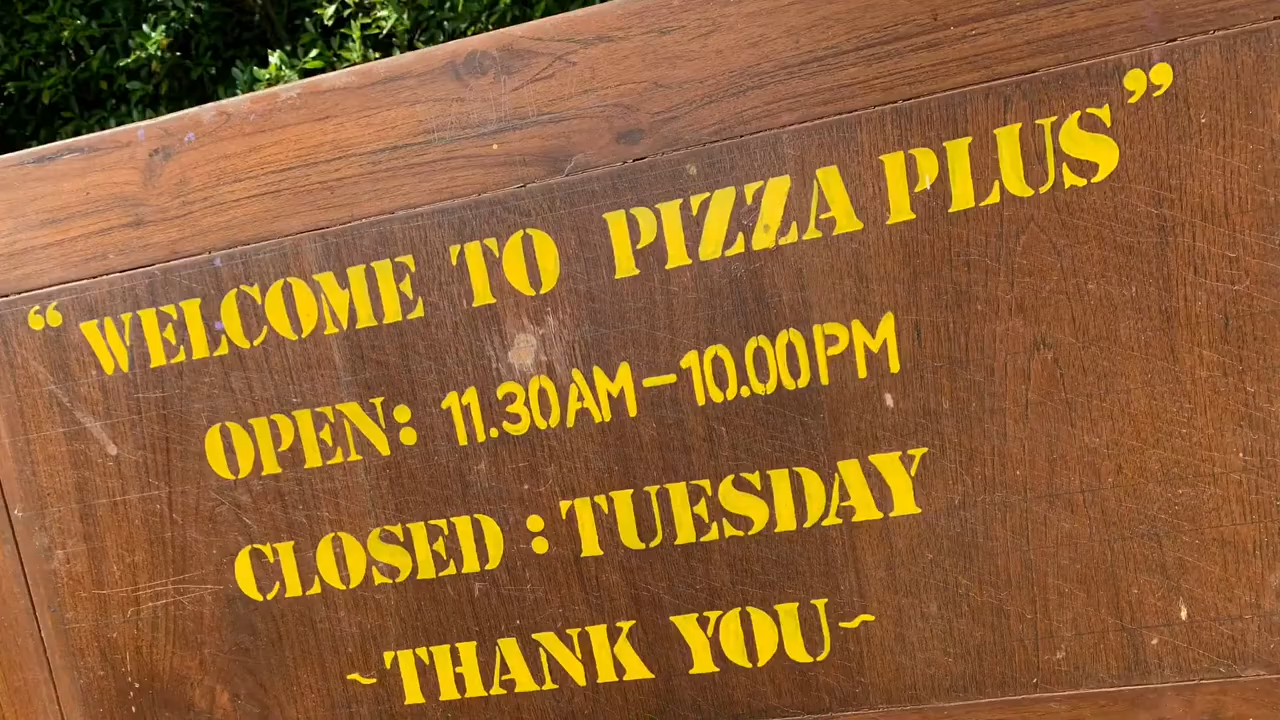 “WELCOME TO PIZZA PLUS”
OPEN: 11.30AM-10.00PM
CLOSED : TUESDAY
~THANK YOU~